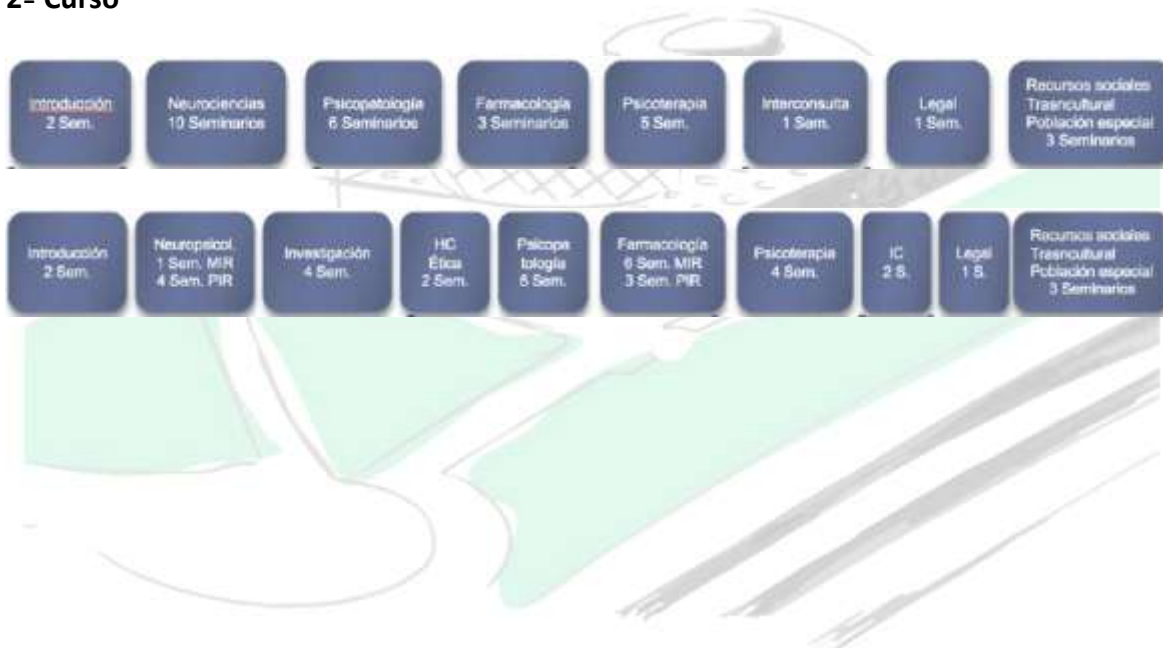 2º Curso
Introducción
2 Sem.
Neurociencias
10 Seminarios
Psicopatología
6 Seminarios
Farmacología
3 Seminarios
Psicoterapia
5 Sem.
Interconsulta
1 Sem.
Legal
1 Sem.
Recursos sociales
Trasncultural
Población especial
3 Seminarios
Introducción
2 Sem.
Neuropsicol.
1 Sem. MIR
4 Sem. PIR
Investigación
4 Sem.
HC
Ética
2 Sem.
Psicopa
tología
6 Sem.
Farmacología
6 Sem. MIR
3 Sem. PIR
Psicoterapia
4 Sem.
IC
2 S.
Legal
1 S.
Recursos sociales
Trasncultural
Población especial
3 Seminarios